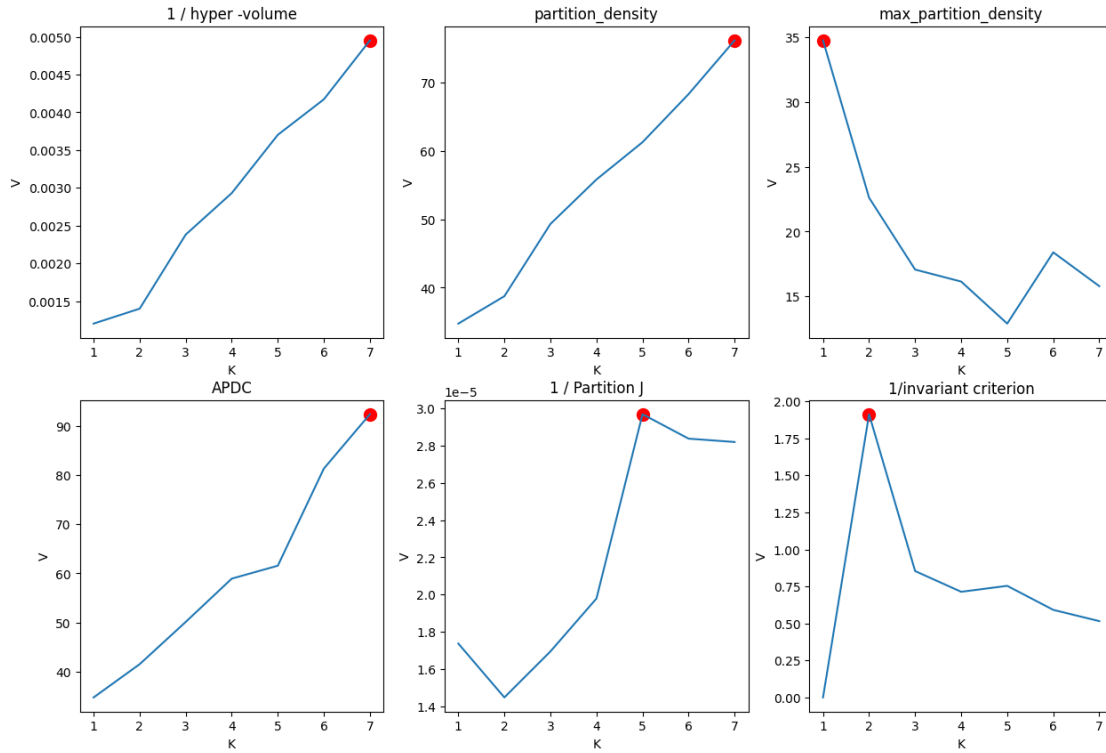 1 / hyper -volume
0.0050
0.0045
0.0040
0.0035
0.0030
0.0025
0.0020
0.0015
V
1 2 3 4 5 6 7
K
partition_density
70
60
50
40
V
1 2 3 4 5 6 7
K
max_partition_density
35
30
25
20
15
V
1 2 3 4 5 6 7
K
APDC
90
80
70
60
50
40
V
1 2 3 4 5 6 7
K
1 / Partition J
1e−5
3.0
2.8
2.6
2.4
2.2
2.0
1.8
1.6
1.4
V
1 2 3 4 5 6 7
K
1/invariant criterion
2.00
1.75
1.50
1.25
1.00
0.75
0.50
0.25
0.00
V
1 2 3 4 5 6 7
K